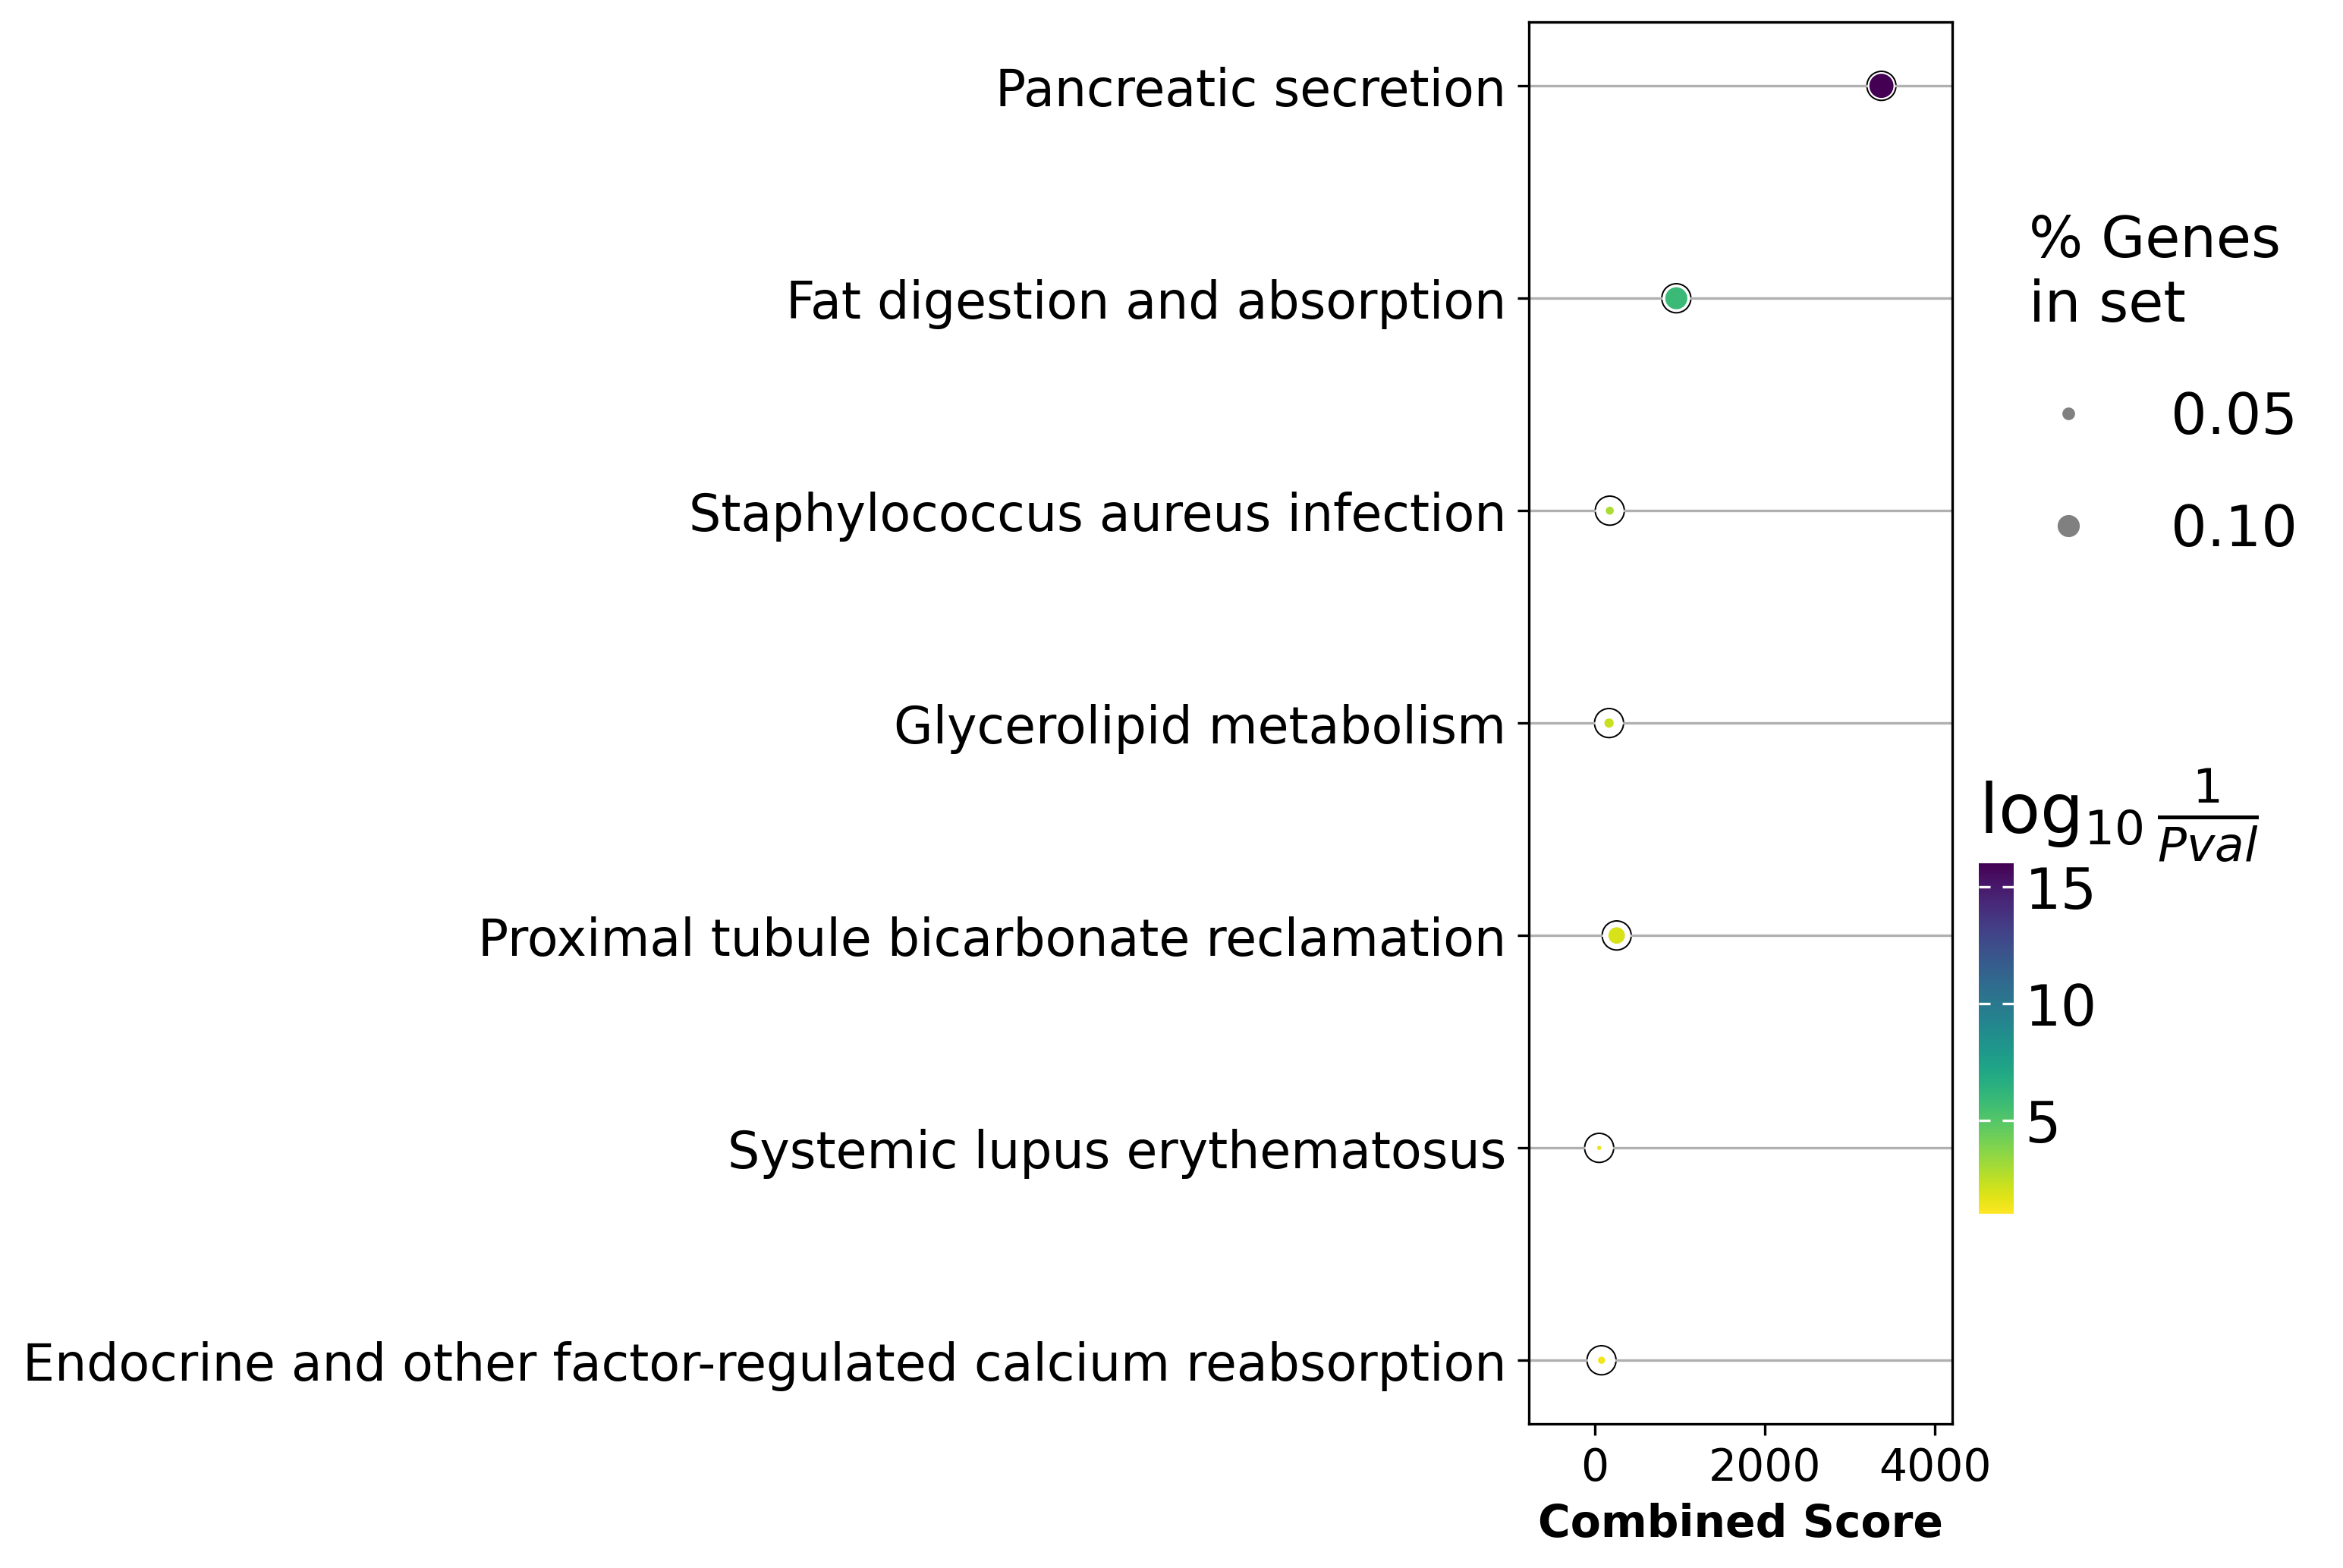 Pancreatic secretion
Fat digestion and absorption
Staphylococcus aureus infection
Glycerolipid metabolism
Proximal tubule bicarbonate reclamation
Systemic lupus erythematosus
Endocrine and other factor-regulated calcium reabsorption
0 2000 4000
Combined Score
% Genes
in set
0.05
0.10
log₁₀ 1/Pval
15
10
5